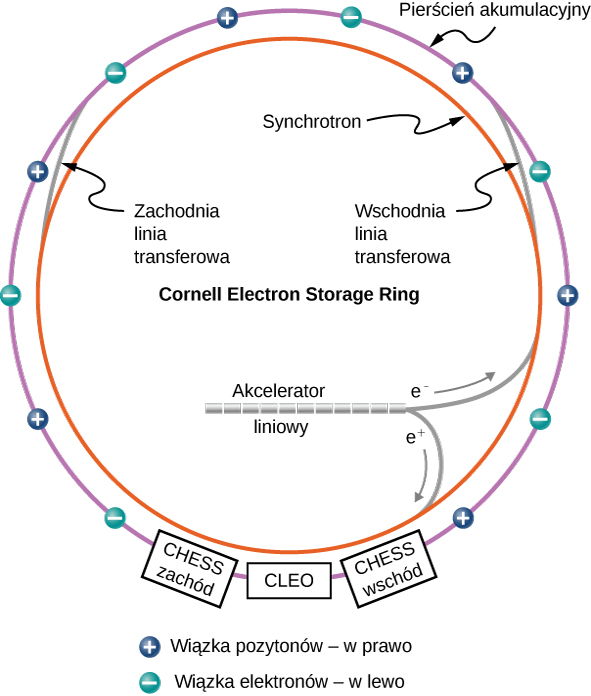 Pierścień akumulacyjny
Synchrotron
Zachodnia
linia
transferowa
Wschodnia
linia
transferowa
Cornell Electron Storage Ring
Akcelerator
liniowy
e⁻
e⁺
CHESS
zachód
CLEO
CHESS
wschód
+ Wiązka pozytonów – w prawo
− Wiązka elektronów – w lewo